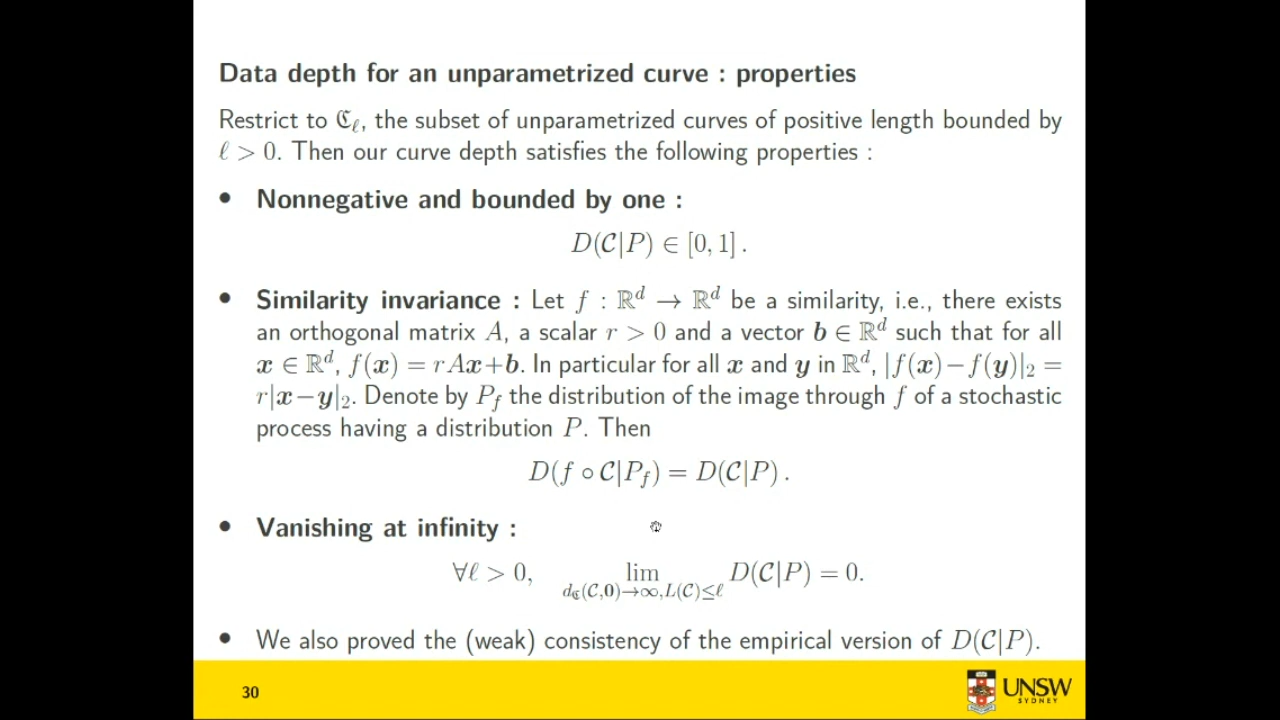 Data depth for an unparametrized curve : properties
Restrict to ℭ_ℓ, the subset of unparametrized curves of positive length bounded by
ℓ > 0. Then our curve depth satisfies the following properties :
• Nonnegative and bounded by one :
D(𝒞|P) ∈ [0, 1] .
• Similarity invariance : Let f : ℝ^d → ℝ^d be a similarity, i.e., there exists
an orthogonal matrix A, a scalar r > 0 and a vector b ∈ ℝ^d such that for all
x ∈ ℝ^d, f(x) = rAx+b. In particular for all x and y in ℝ^d, |f(x)−f(y)|_2 =
r|x−y|_2. Denote by P_f the distribution of the image through f of a stochastic
process having a distribution P. Then
D(f ∘ 𝒞|P_f) = D(𝒞|P) .
• Vanishing at infinity :
∀ℓ > 0, lim D(𝒞|P) = 0.
d_ℭ(𝒞,0)→∞,L(𝒞)≤ℓ
• We also proved the (weak) consistency of the empirical version of D(𝒞|P).
30
UNSW
SYDNEY